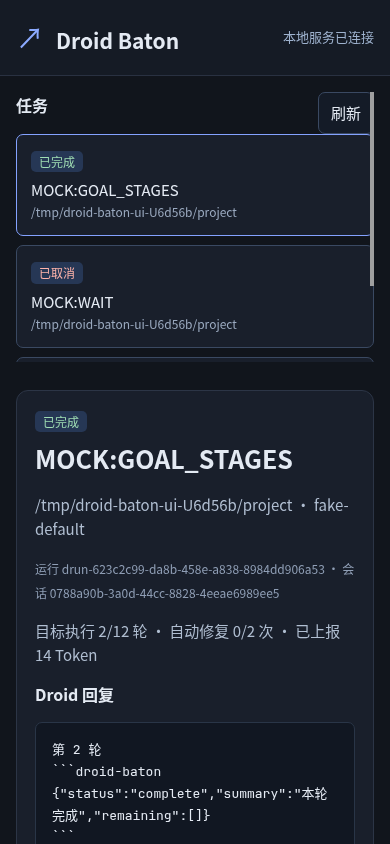 Droid Baton
本地服务已连接
任务
刷新
已完成
MOCK:GOAL_STAGES
/tmp/droid-baton-ui-U6d56b/project
已取消
MOCK:WAIT
/tmp/droid-baton-ui-U6d56b/project
已完成
MOCK:GOAL_STAGES
/tmp/droid-baton-ui-U6d56b/project · fake-
default
运行 drun-623c2c99-da8b-458e-a838-8984dd906a53 · 会
话 0788a90b-3a0d-44cc-8828-4eeae6989ee5
目标执行 2/12 轮 · 自动修复 0/2 次 · 已上报
14 Token
Droid 回复
第 2 轮
```droid-baton
{"status":"complete","summary":"本轮
完成","remaining":[]}
```